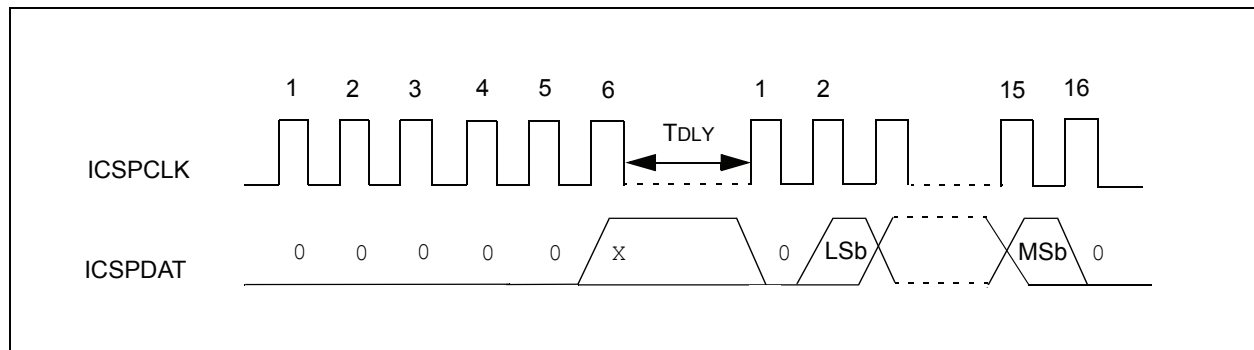 1 2 3 4 5 6 1 2 15 16
TDLY
ICSPCLK
0 0 0 0 0 X 0 LSb MSb 0
ICSPDAT